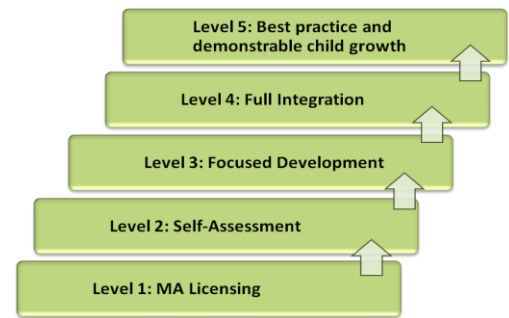 Level 5: Best practice and
demonstrable child growth
Level 4: Full Integration
Level 3: Focused Development
Level 2: Self-Assessment
Level 1: MA Licensing